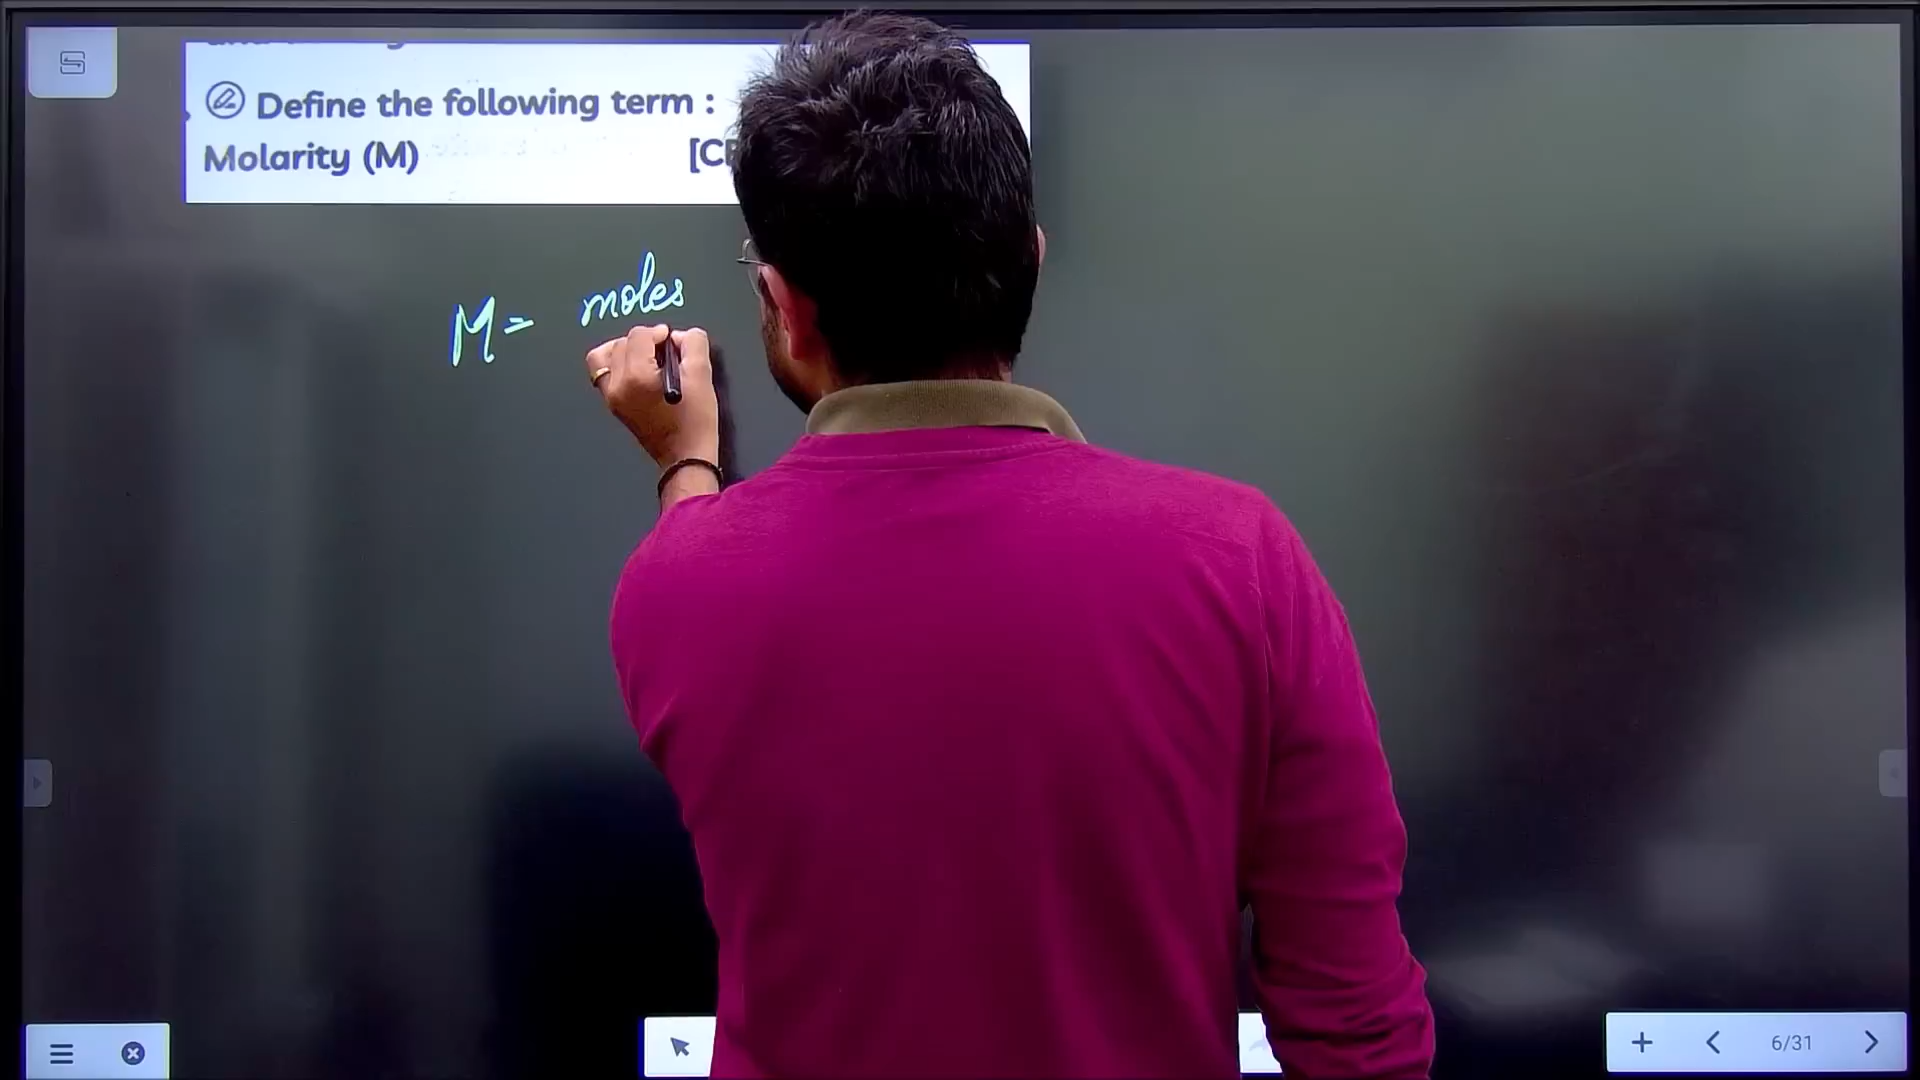 Define the following term :
Molarity (M)
M = moles
6/31